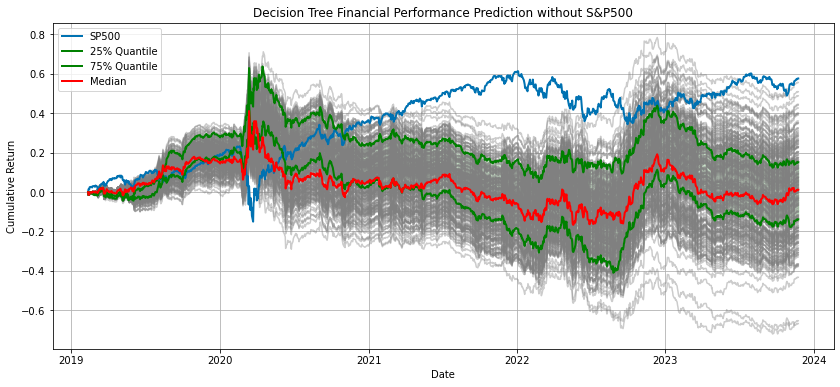 Decision Tree Financial Performance Prediction without S&P500
SP500
25% Quantile
75% Quantile
Median
Cumulative Return
0.8
0.6
0.4
0.2
0.0
−0.2
−0.4
−0.6
2019
2020
2021
2022
2023
2024
Date